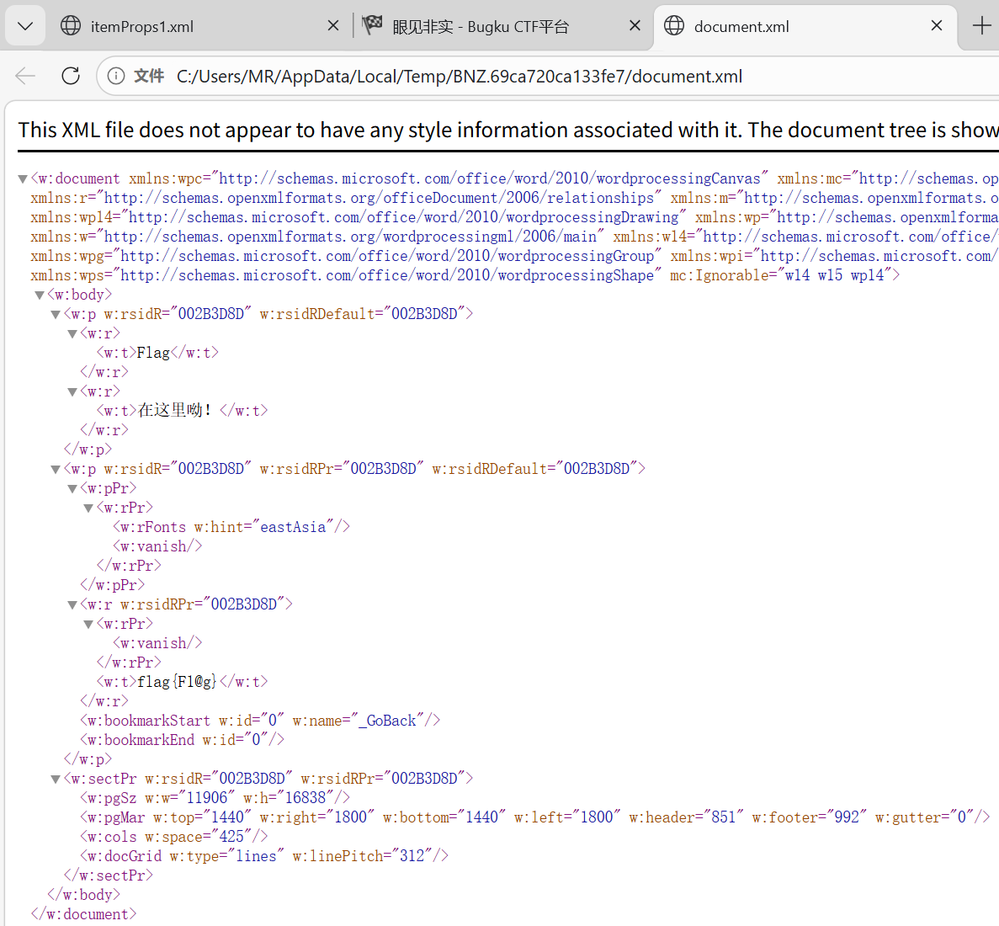 itemProps1.xml
眼见非实 - Bugku CTF平台
document.xml
文件 C:/Users/MR/AppData/Local/Temp/BNZ.69ca720ca133fe7/document.xml
This XML file does not appear to have any style information associated with it. The document tree is show
<w:document xmlns:wpc="http://schemas.microsoft.com/office/word/2010/wordprocessingCanvas" xmlns:mc="http://schemas.op
xmlns:r="http://schemas.openxmlformats.org/officeDocument/2006/relationships" xmlns:m="http://schemas.openxmlformats.o
xmlns:wp14="http://schemas.microsoft.com/office/word/2010/wordprocessingDrawing" xmlns:wp="http://schemas.openxmlforma
xmlns:w="http://schemas.openxmlformats.org/wordprocessingml/2006/main" xmlns:w14="http://schemas.microsoft.com/office/
xmlns:wpg="http://schemas.microsoft.com/office/word/2010/wordprocessingGroup" xmlns:wpi="http://schemas.microsoft.com/
xmlns:wps="http://schemas.microsoft.com/office/word/2010/wordprocessingShape" mc:Ignorable="w14 w15 wp14">
<w:body>
<w:p w:rsidR="002B3D8D" w:rsidRDefault="002B3D8D">
<w:r>
<w:t>Flag</w:t>
</w:r>
<w:r>
<w:t>在这里呦！</w:t>
</w:r>
</w:p>
<w:p w:rsidR="002B3D8D" w:rsidRPr="002B3D8D" w:rsidRDefault="002B3D8D">
<w:pPr>
<w:rPr>
<w:rFonts w:hint="eastAsia"/>
<w:vanish/>
</w:rPr>
</w:pPr>
<w:r w:rsidRPr="002B3D8D">
<w:rPr>
<w:vanish/>
</w:rPr>
<w:t>flag{Fl@g}</w:t>
</w:r>
<w:bookmarkStart w:id="0" w:name="_GoBack"/>
<w:bookmarkEnd w:id="0"/>
</w:p>
<w:sectPr w:rsidR="002B3D8D" w:rsidRPr="002B3D8D">
<w:pgSz w:w="11906" w:h="16838"/>
<w:pgMar w:top="1440" w:right="1800" w:bottom="1440" w:left="1800" w:header="851" w:footer="992" w:gutter="0"/>
<w:cols w:space="425"/>
<w:docGrid w:type="lines" w:linePitch="312"/>
</w:sectPr>
</w:body>
</w:document>